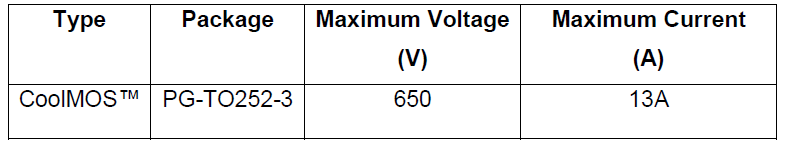 Type Package Maximum Voltage Maximum Current
(V) (A)
CoolMOS™ PG-TO252-3 650 13A